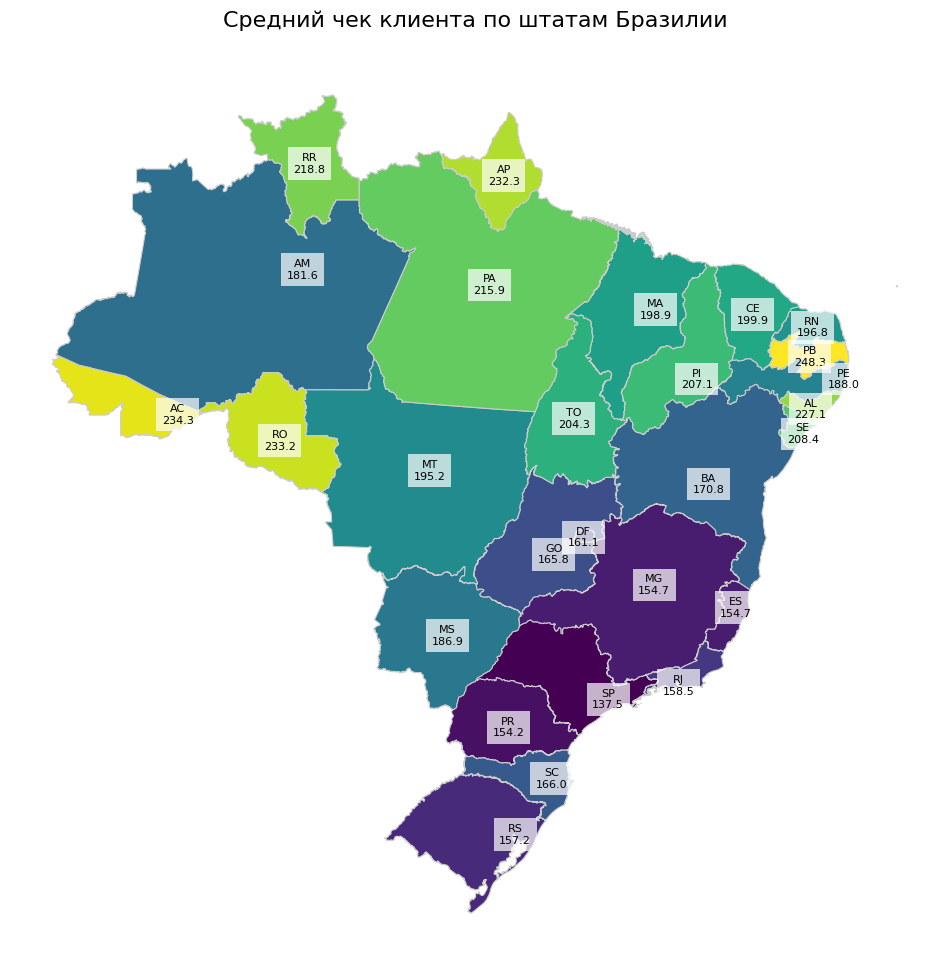 Средний чек клиента по штатам Бразилии
RR
218.8
AP
232.3
AM
181.6
PA
215.9
MA
198.9
CE
199.9
RN
196.8
PB
248.3
PI
207.1
PE
188.0
AC
234.3
TO
204.3
AL
227.1
RO
233.2
SE
208.4
MT
195.2
BA
170.8
DF
161.1
GO
165.8
MG
154.7
ES
154.7
MS
186.9
RJ
158.5
SP
137.5
PR
154.2
SC
166.0
RS
157.2